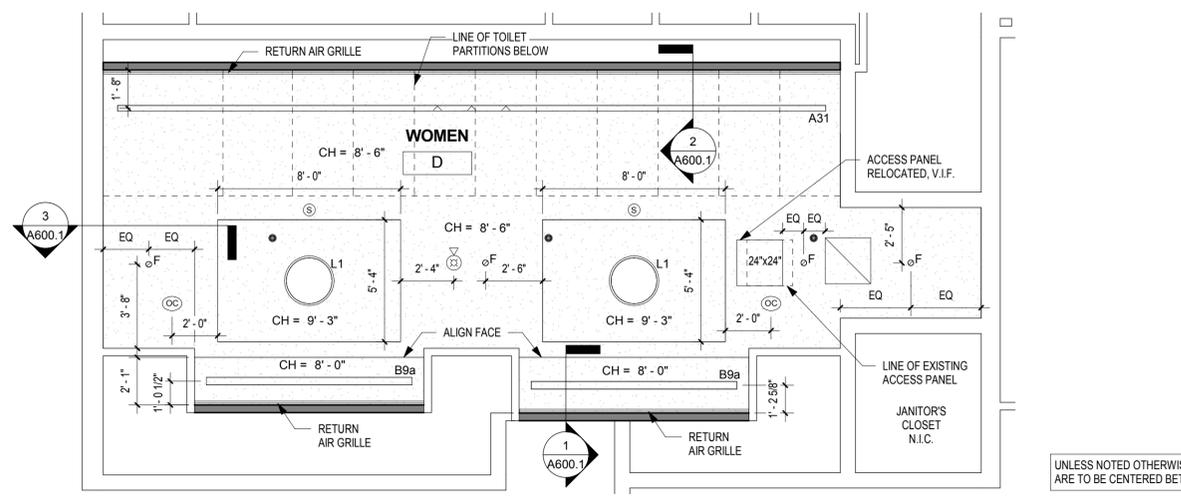 RETURN AIR GRILLE
LINE OF TOILET
PARTITIONS BELOW
1' - 8"
A31
WOMEN
CH = 8' - 6"
D
2
A600.1
ACCESS PANEL
RELOCATED, V.I.F.
8' - 0"
8' - 0"
S
S
3
A600.1
EQ
EQ
CH = 8' - 6"
EQ
EQ
2' - 5"
F
L1
2' - 4"
F
2' - 6"
L1
24"x24"
F
F
5' - 4"
5' - 4"
3' - 8"
OC
2' - 0"
CH = 9' - 3"
CH = 9' - 3"
OC
2' - 0"
EQ
EQ
ALIGN FACE
2' - 1"
1' - 0 1/2"
CH = 8' - 0"
B9a
CH = 8' - 0"
B9a
1' - 2 5/8"
LINE OF EXISTING
ACCESS PANEL
JANITOR'S
CLOSET
N.I.C.
RETURN
AIR GRILLE
RETURN
AIR GRILLE
1
A600.1
UNLESS NOTED OTHERWIS
ARE TO BE CENTERED BET